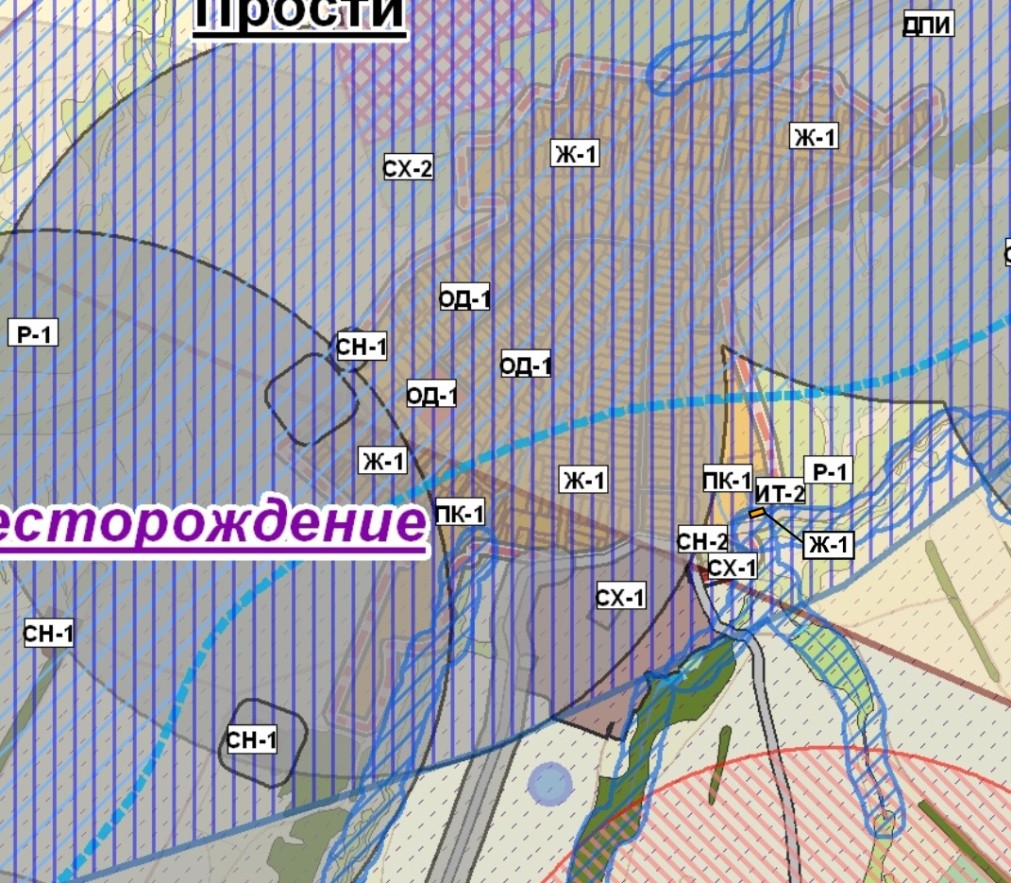 Прости
ДПИ
Ж-1
Ж-1
СХ-2
ОД-1
Р-1
СН-1
ОД-1
ОД-1
Ж-1
Р-1
Ж-1
ПК-1
ИТ-2
ПК-1
есторождение
СН-2
Ж-1
СХ-1
СХ-1
СН-1
СН-1